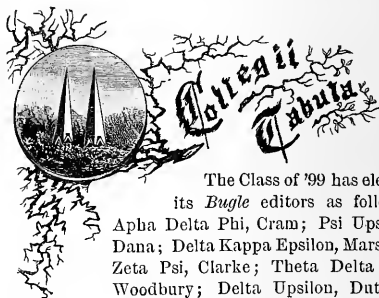 Collegii
Tabula.
The Class of '99 has ele
its Bugle editors as foll
Apha Delta Phi, Cram; Psi Ups
Dana; Delta Kappa Epsilon, Mars
Zeta Psi, Clarke; Theta Delta
Woodbury; Delta Upsilon, Dut